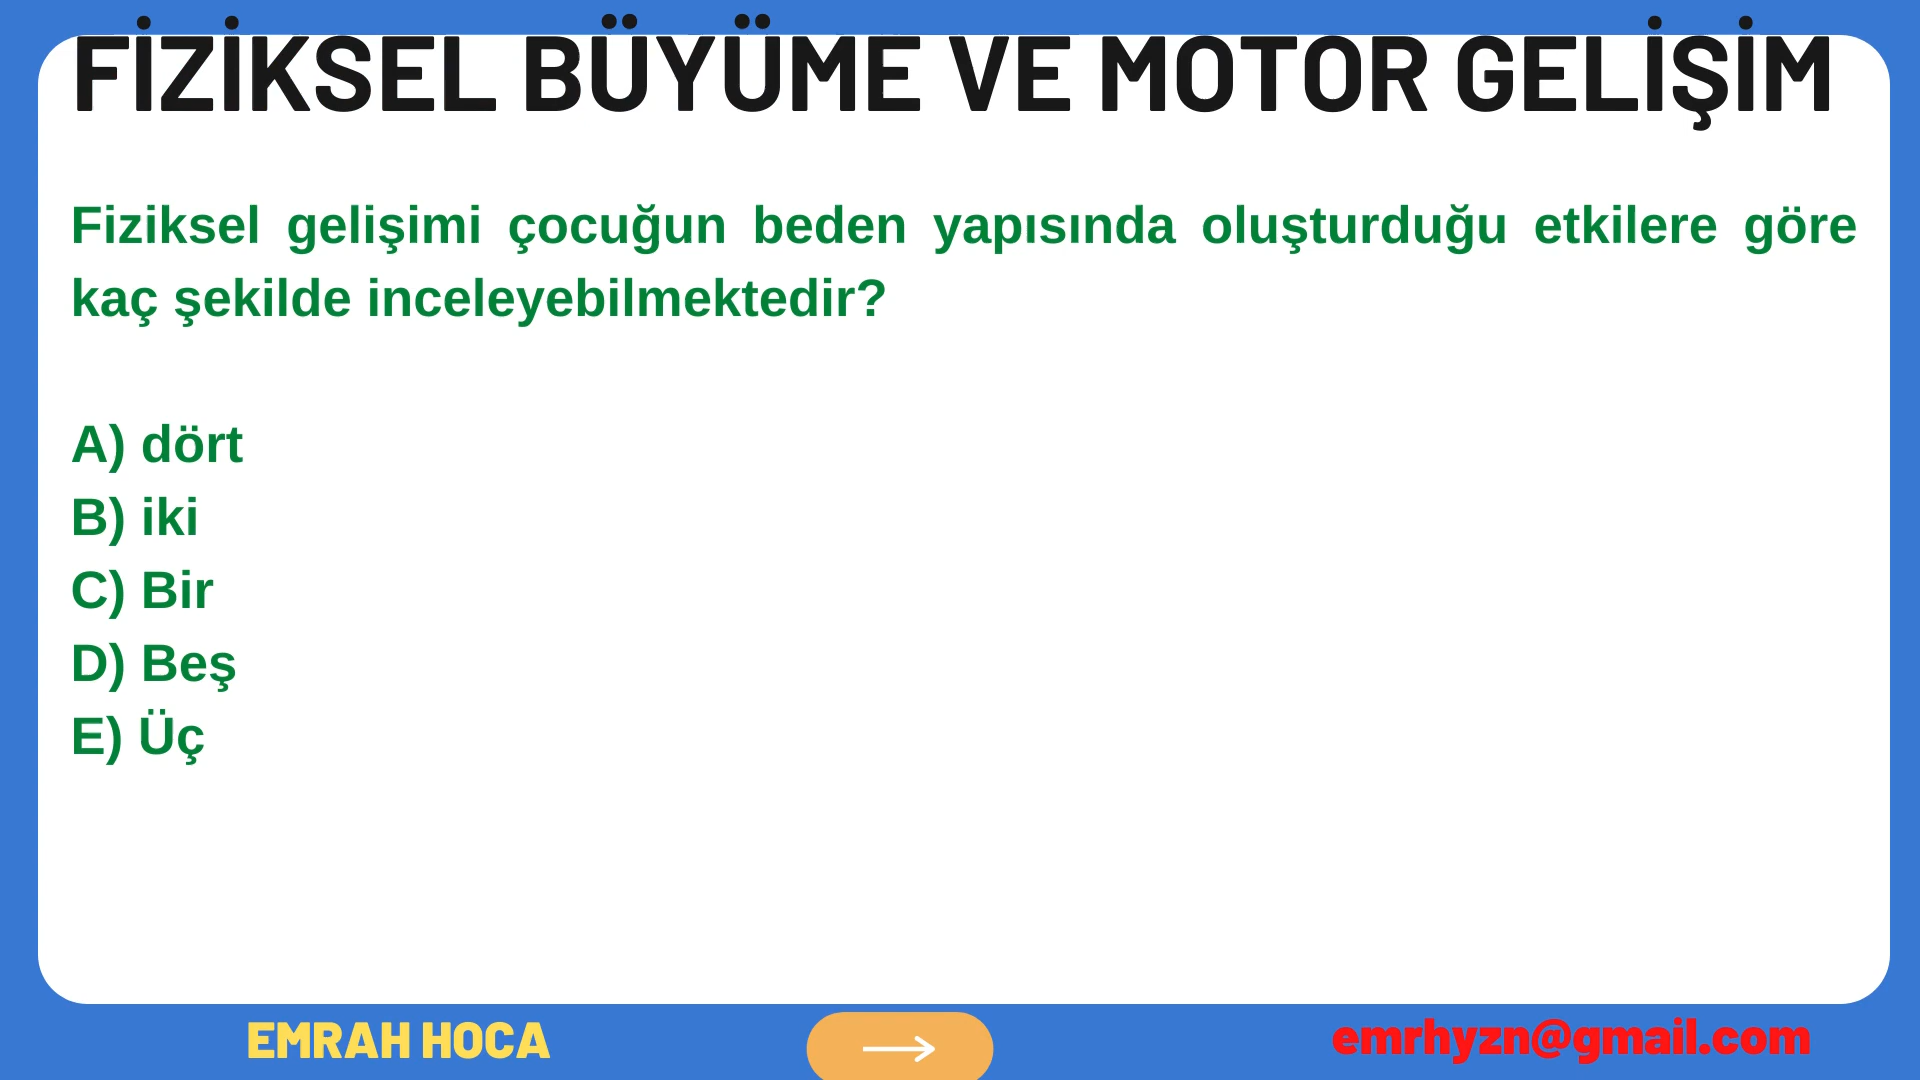 FİZİKSEL BÜYÜME VE MOTOR GELİŞİM
Fiziksel gelişimi çocuğun beden yapısında oluşturduğu etkilere göre
kaç şekilde inceleyebilmektedir?
A) dört
B) iki
C) Bir
D) Beş
E) Üç
EMRAH HOCA
emrhyzn@gmail.com